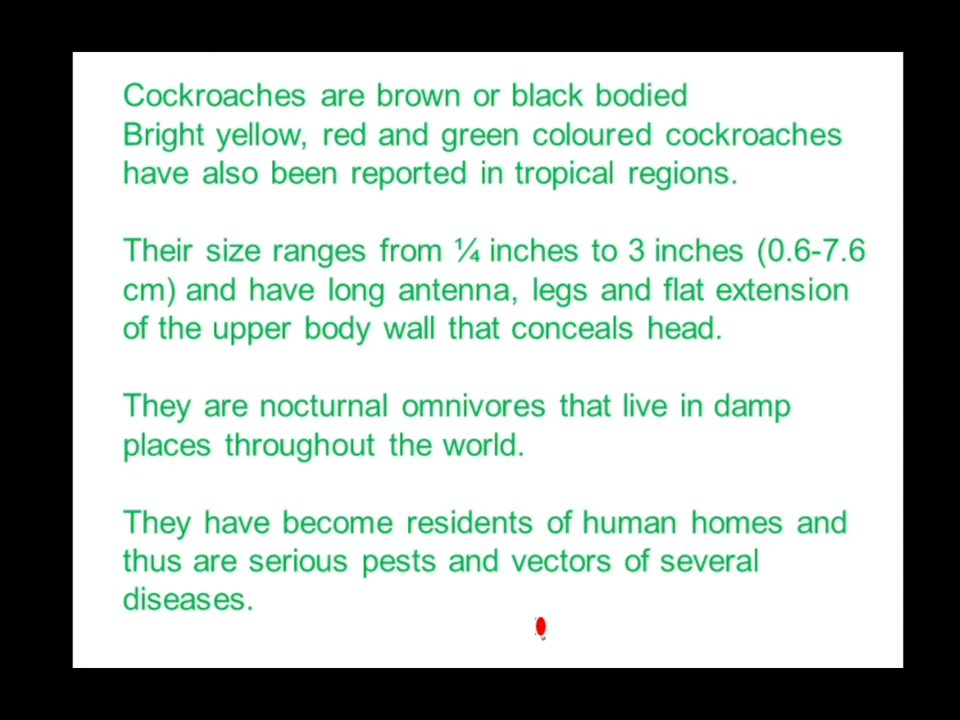 Cockroaches are brown or black bodied
Bright yellow, red and green coloured cockroaches
have also been reported in tropical regions.
Their size ranges from ¼ inches to 3 inches (0.6-7.6
cm) and have long antenna, legs and flat extension
of the upper body wall that conceals head.
They are nocturnal omnivores that live in damp
places throughout the world.
They have become residents of human homes and
thus are serious pests and vectors of several
diseases.